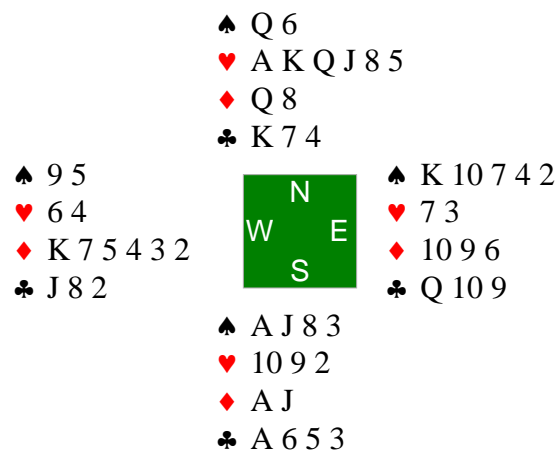 ♠ Q 6
♥ A K Q J 8 5
♦ Q 8
♣ K 7 4
♠ 9 5
♥ 6 4
♦ K 7 5 4 3 2
♣ J 8 2
N
W E
S
♠ K 10 7 4 2
♥ 7 3
♦ 10 9 6
♣ Q 10 9
♠ A J 8 3
♥ 10 9 2
♦ A J
♣ A 6 5 3